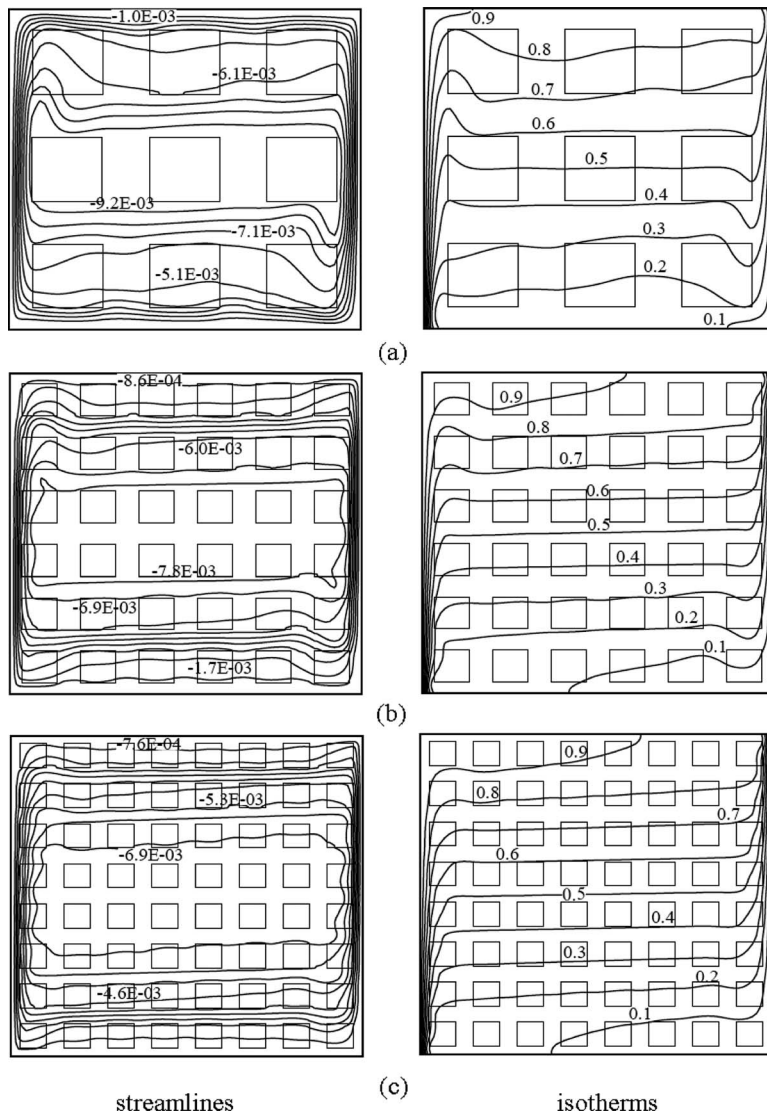 -1.0E-03
-6.1E-03
-9.2E-03
-7.1E-03
-5.1E-03
0.9
0.8
0.7
0.6
0.5
0.4
0.3
0.2
0.1
(a)
-8.6E-04
-6.0E-03
-7.8E-03
-6.9E-03
-1.7E-03
0.9
0.8
0.7
0.6
0.5
0.4
0.3
0.2
0.1
(b)
-7.6E-04
-5.3E-03
-6.9E-03
-4.6E-03
0.9
0.8
0.7
0.6
0.5
0.4
0.3
0.2
0.1
(c)
streamlines
isotherms